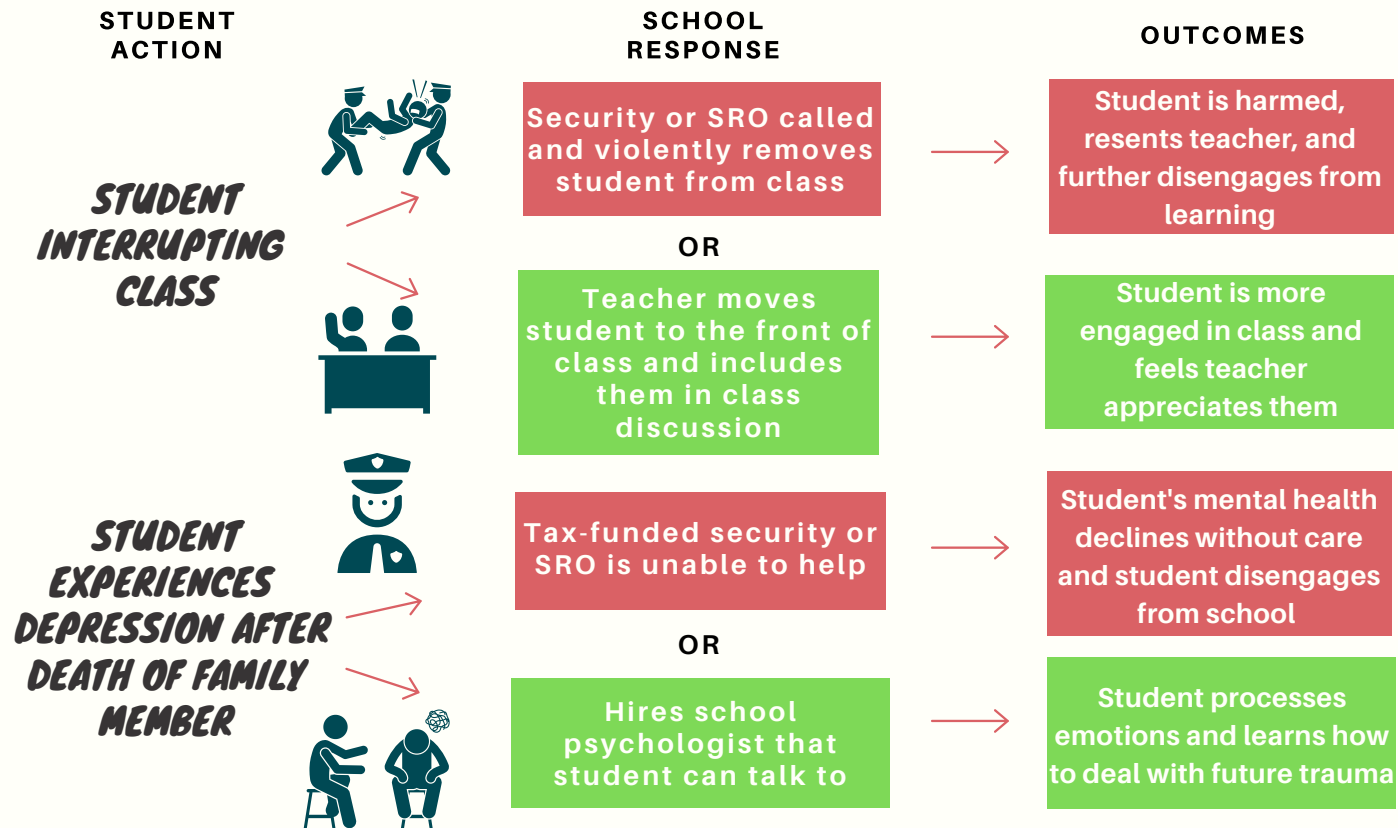 STUDENT
ACTION
SCHOOL
RESPONSE
OUTCOMES
STUDENT
INTERRUPTING
CLASS
Security or SRO called
and violently removes
student from class
Student is harmed,
resents teacher, and
further disengages from
learning
OR
Teacher moves
student to the front of
class and includes
them in class
discussion
Student is more
engaged in class and
feels teacher
appreciates them
STUDENT
EXPERIENCES
DEPRESSION AFTER
DEATH OF FAMILY
MEMBER
Tax-funded security or
SRO is unable to help
Student's mental health
declines without care
and student disengages
from school
OR
Hires school
psychologist that
student can talk to
Student processes
emotions and learns how
to deal with future trauma